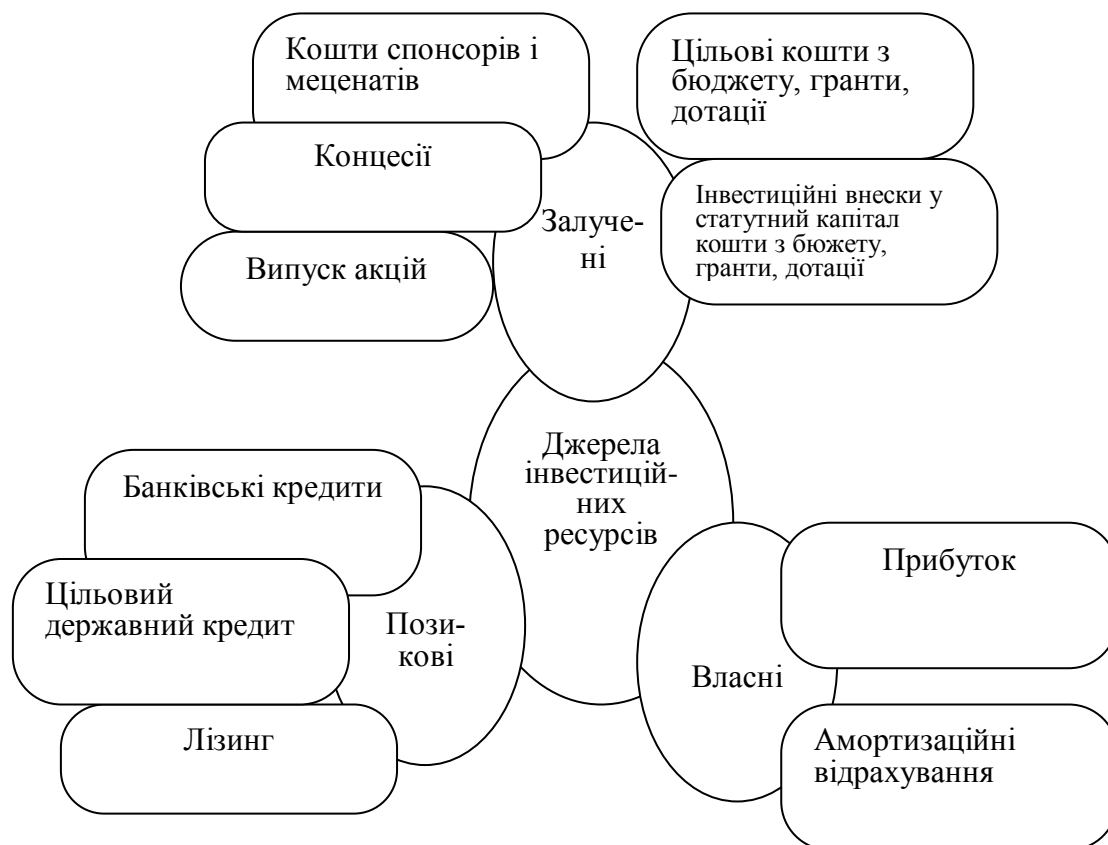 Кошти спонсорів і
меценатів
Цільові кошти з
бюджету, гранти,
дотації
Концесії
Залуче-
ні
Інвестиційні внески у
статутний капітал
кошти з бюжету,
гранти, дотації
Випуск акцій
Джерела
інвестицій-
них
ресурсів
Банківські кредити
Цільовий
державний кредит
Пози-
кові
Лізинг
Прибуток
Власні
Амортизаційні
відрахування